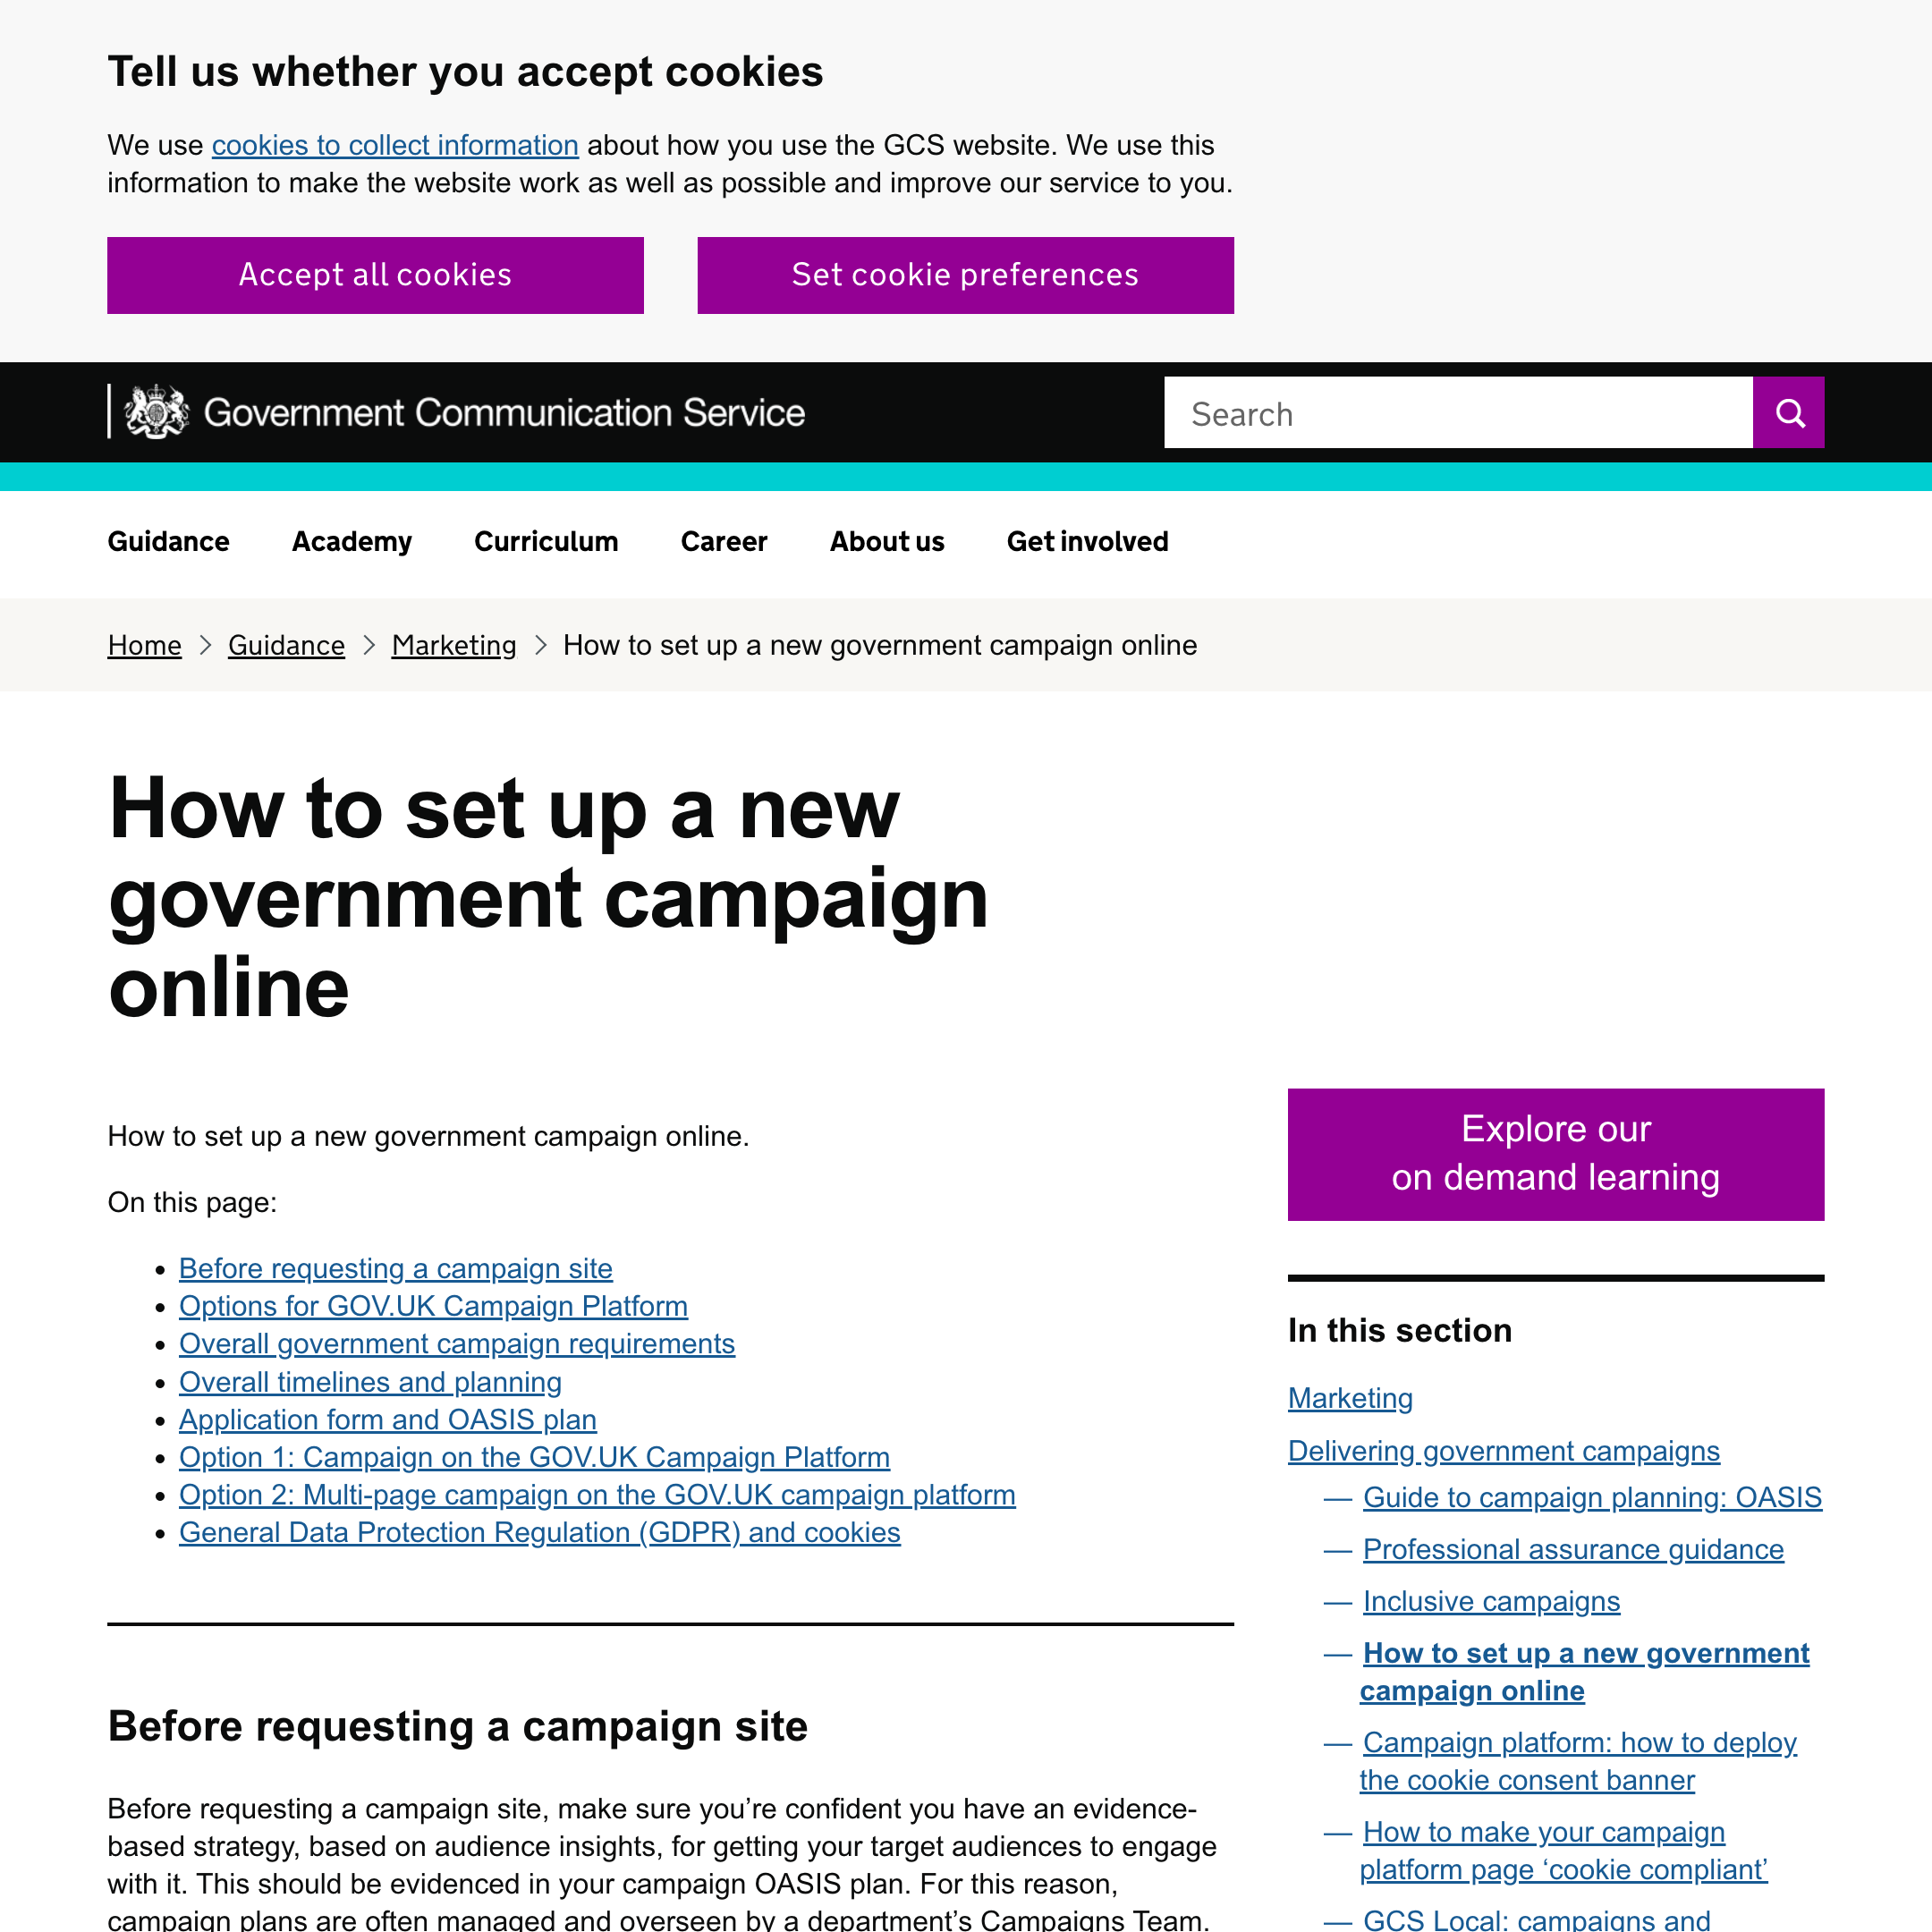 Tell us whether you accept cookies
We use cookies to collect information about how you use the GCS website. We use this
information to make the website work as well as possible and improve our service to you.
Accept all cookies
Set cookie preferences
Government Communication Service
Search
Guidance
Academy
Curriculum
Career
About us
Get involved
Home > Guidance > Marketing > How to set up a new government campaign online
How to set up a new
government campaign
online
How to set up a new government campaign online.
On this page:
• Before requesting a campaign site
• Options for GOV.UK Campaign Platform
• Overall government campaign requirements
• Overall timelines and planning
• Application form and OASIS plan
• Option 1: Campaign on the GOV.UK Campaign Platform
• Option 2: Multi-page campaign on the GOV.UK campaign platform
• General Data Protection Regulation (GDPR) and cookies
Before requesting a campaign site
Before requesting a campaign site, make sure you’re confident you have an evidence-
based strategy, based on audience insights, for getting your target audiences to engage
with it. This should be evidenced in your campaign OASIS plan. For this reason,
campaign plans are often managed and overseen by a department’s Campaigns Team.
Explore our
on demand learning
In this section
Marketing
Delivering government campaigns
— Guide to campaign planning: OASIS
— Professional assurance guidance
— Inclusive campaigns
— How to set up a new government
campaign online
— Campaign platform: how to deploy
the cookie consent banner
— How to make your campaign
platform page ‘cookie compliant’
— GCS Local: campaigns and